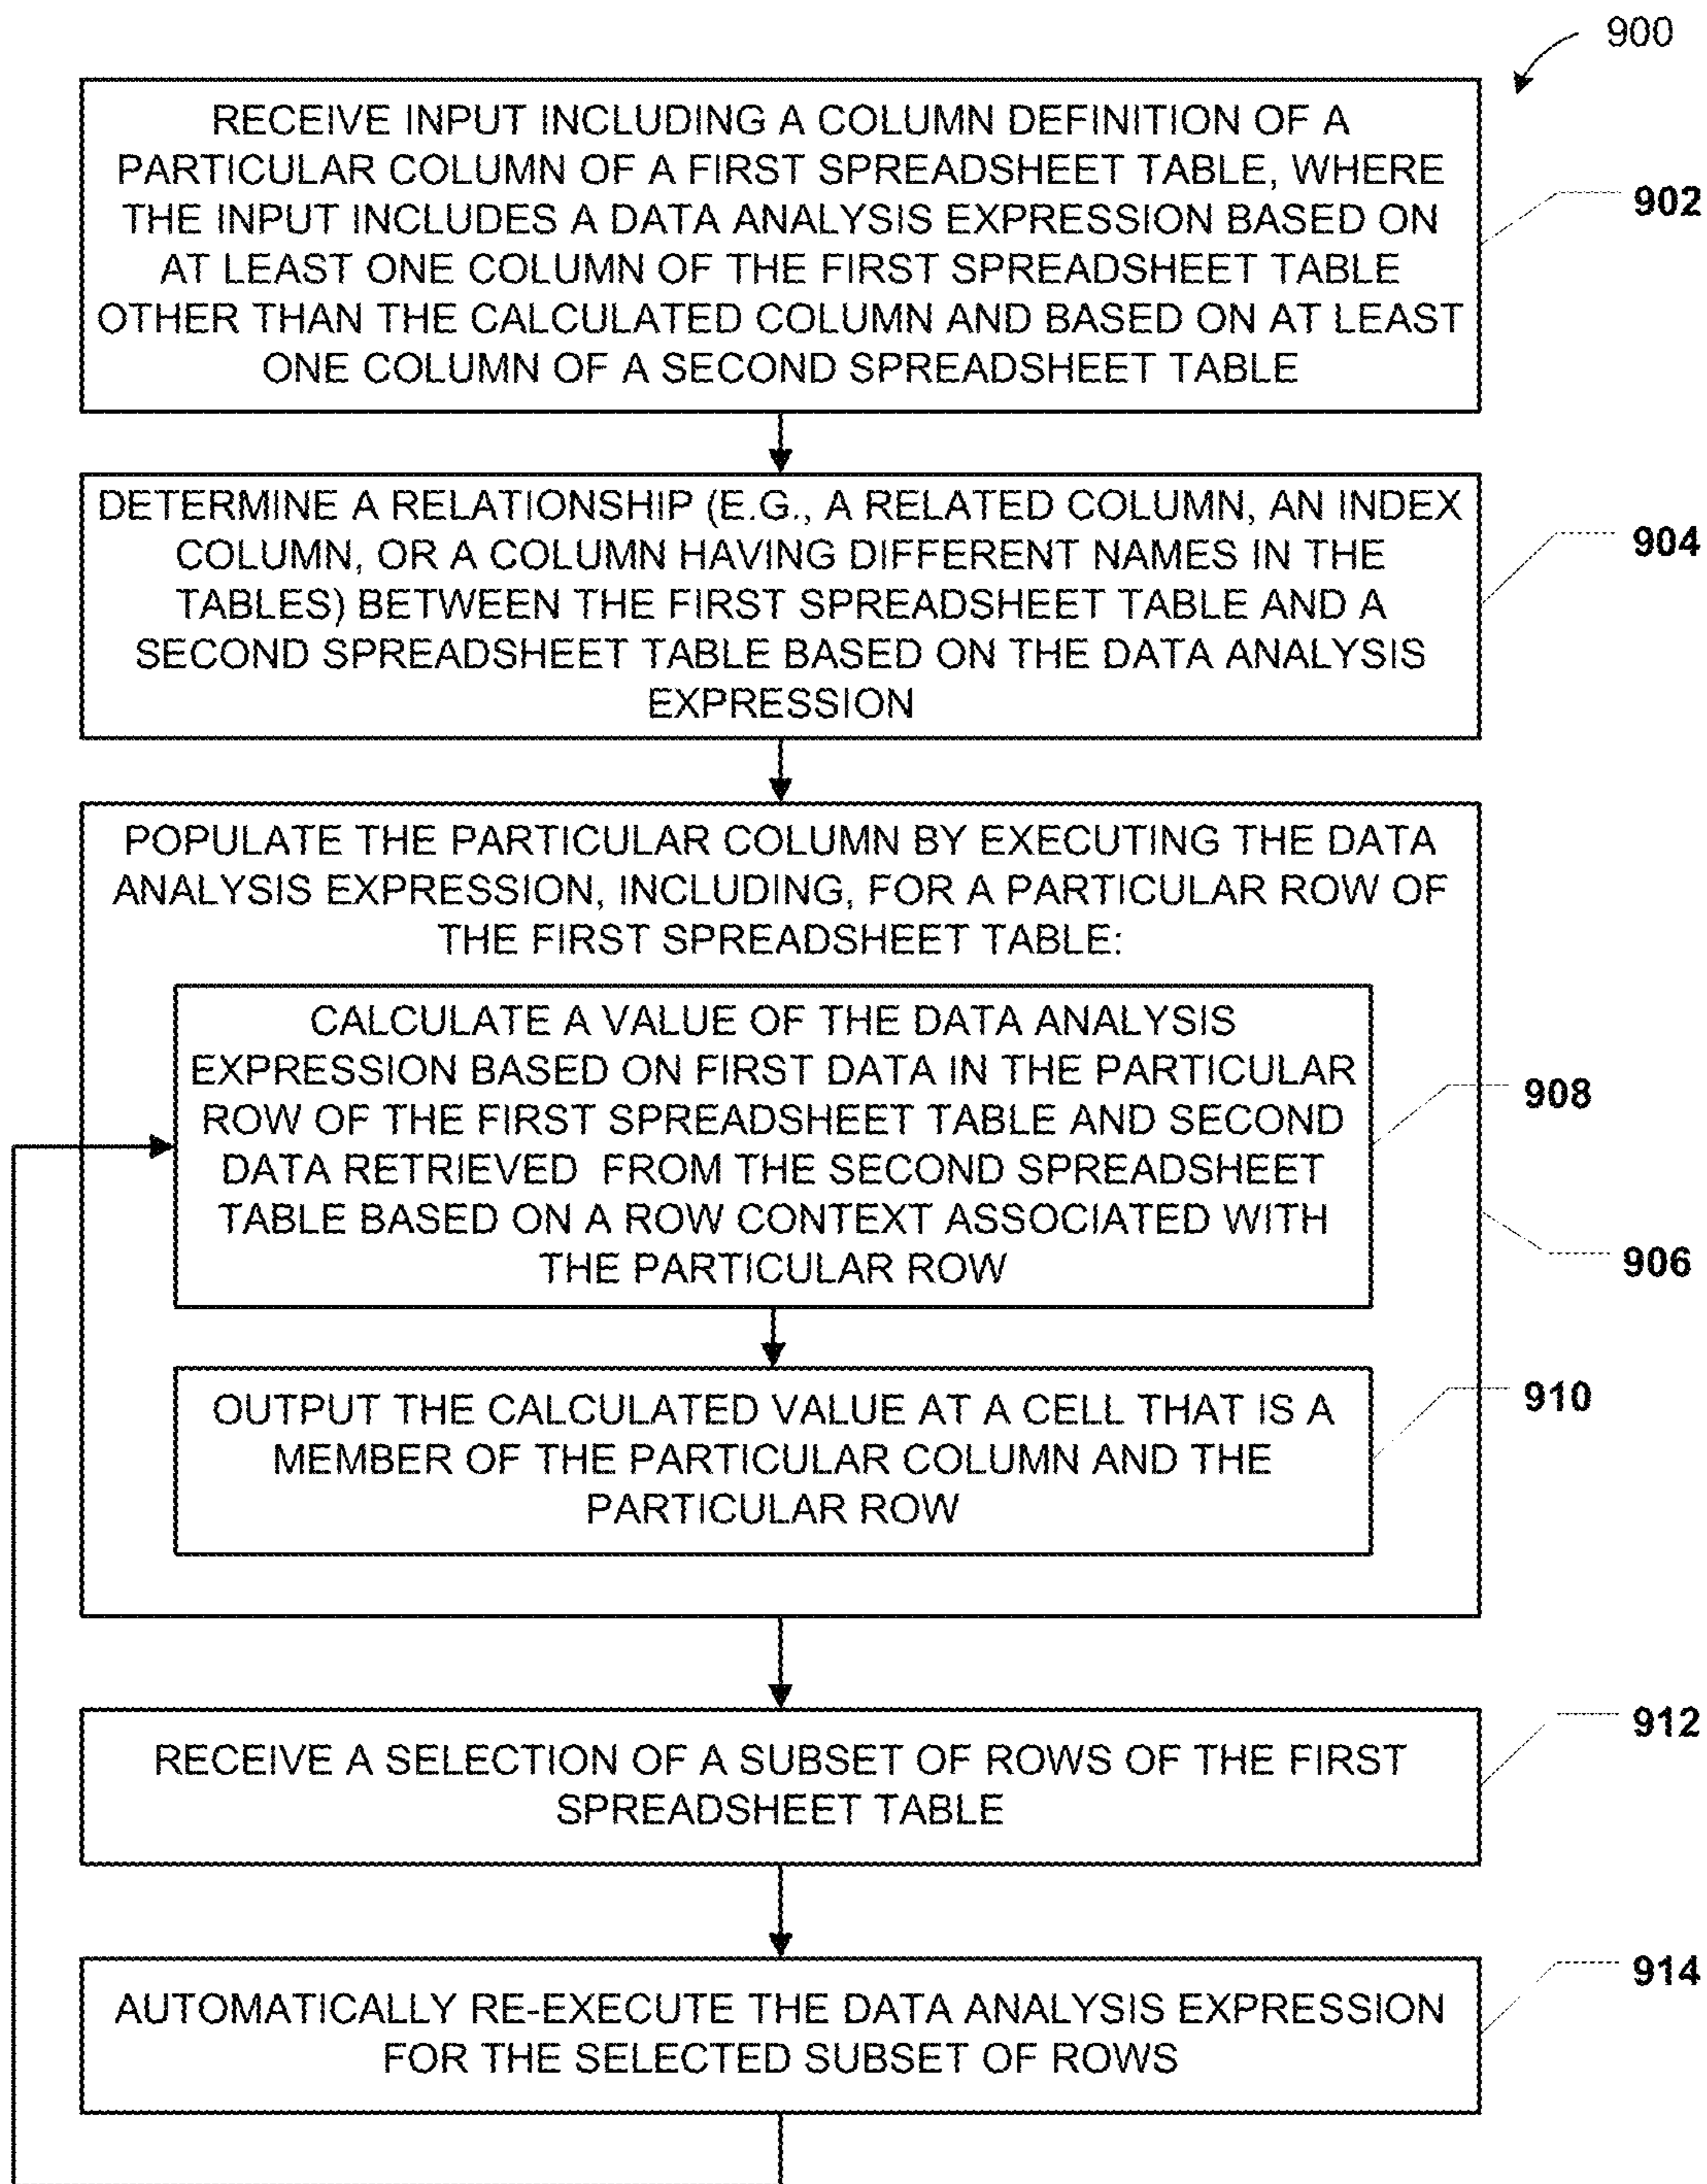 900
RECEIVE INPUT INCLUDING A COLUMN DEFINITION OF A
PARTICULAR COLUMN OF A FIRST SPREADSHEET TABLE, WHERE
THE INPUT INCLUDES A DATA ANALYSIS EXPRESSION BASED ON
AT LEAST ONE COLUMN OF THE FIRST SPREADSHEET TABLE
OTHER THAN THE CALCULATED COLUMN AND BASED ON AT LEAST
ONE COLUMN OF A SECOND SPREADSHEET TABLE
902
DETERMINE A RELATIONSHIP (E.G., A RELATED COLUMN, AN INDEX
COLUMN, OR A COLUMN HAVING DIFFERENT NAMES IN THE
TABLES) BETWEEN THE FIRST SPREADSHEET TABLE AND A
SECOND SPREADSHEET TABLE BASED ON THE DATA ANALYSIS
EXPRESSION
904
POPULATE THE PARTICULAR COLUMN BY EXECUTING THE DATA
ANALYSIS EXPRESSION, INCLUDING, FOR A PARTICULAR ROW OF
THE FIRST SPREADSHEET TABLE:
CALCULATE A VALUE OF THE DATA ANALYSIS
EXPRESSION BASED ON FIRST DATA IN THE PARTICULAR
ROW OF THE FIRST SPREADSHEET TABLE AND SECOND
DATA RETRIEVED FROM THE SECOND SPREADSHEET
TABLE BASED ON A ROW CONTEXT ASSOCIATED WITH
THE PARTICULAR ROW
908
906
OUTPUT THE CALCULATED VALUE AT A CELL THAT IS A
MEMBER OF THE PARTICULAR COLUMN AND THE
PARTICULAR ROW
910
RECEIVE A SELECTION OF A SUBSET OF ROWS OF THE FIRST
SPREADSHEET TABLE
912
AUTOMATICALLY RE-EXECUTE THE DATA ANALYSIS EXPRESSION
FOR THE SELECTED SUBSET OF ROWS
914